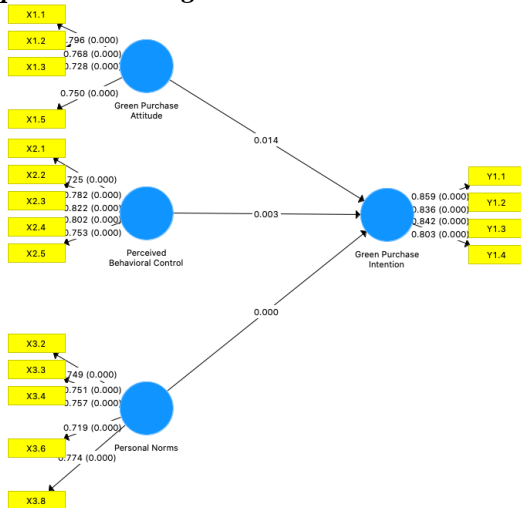 X1.1
X1.2
X1.3
X1.5
.796 (0.000)
0.768 (0.000)
0.728 (0.000)
0.750 (0.000)
Green Purchase
Attitude
0.014
X2.1
X2.2
X2.3
X2.4
X2.5
.725 (0.000)
0.782 (0.000)
0.822 (0.000)
0.802 (0.000)
0.753 (0.000)
Perceived
Behavioral Control
0.003
X3.2
X3.3
X3.4
X3.6
X3.8
.749 (0.000)
0.751 (0.000)
0.757 (0.000)
0.719 (0.000)
0.774 (0.000)
Personal Norms
0.000
Green Purchase
Intention
0.859 (0.000)
0.836 (0.000)
0.842 (0.000)
0.803 (0.000)
Y1.1
Y1.2
Y1.3
Y1.4